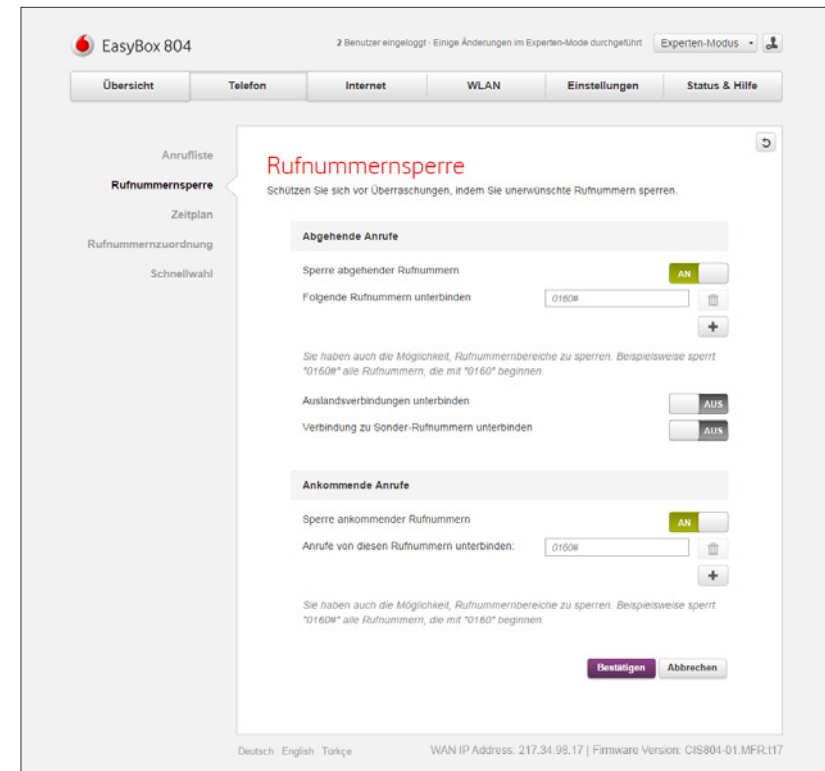 EasyBox 804
2 Benutzer eingeloggt · Einige Änderungen im Experten-Mode durchgeführt
Experten-Modus
Übersicht Telefon Internet WLAN Einstellungen Status & Hilfe
Anrufliste
Rufnummernsperre
Zeitplan
Rufnummernzuordnung
Schnellwahl
Rufnummernsperre
Schützen Sie sich vor Überraschungen, indem Sie unerwünschte Rufnummern sperren.
Abgehende Anrufe
Sperre abgehender Rufnummern AN
Folgende Rufnummern unterbinden 0160#
Sie haben auch die Möglichkeit, Rufnummernbereiche zu sperren. Beispielsweise sperrt
"0160#" alle Rufnummern, die mit "0160" beginnen.
Auslandsverbindungen unterbinden AUS
Verbindung zu Sonder-Rufnummern unterbinden AUS
Ankommende Anrufe
Sperre ankommender Rufnummern AN
Anrufe von diesen Rufnummern unterbinden: 0160#
Sie haben auch die Möglichkeit, Rufnummernbereiche zu sperren. Beispielsweise sperrt
"0160#" alle Rufnummern, die mit "0160" beginnen.
Bestätigen Abbrechen
Deutsch English Türkçe WAN IP Address: 217.34.98.17 | Firmware Version: CIS804-01.MFR.t17